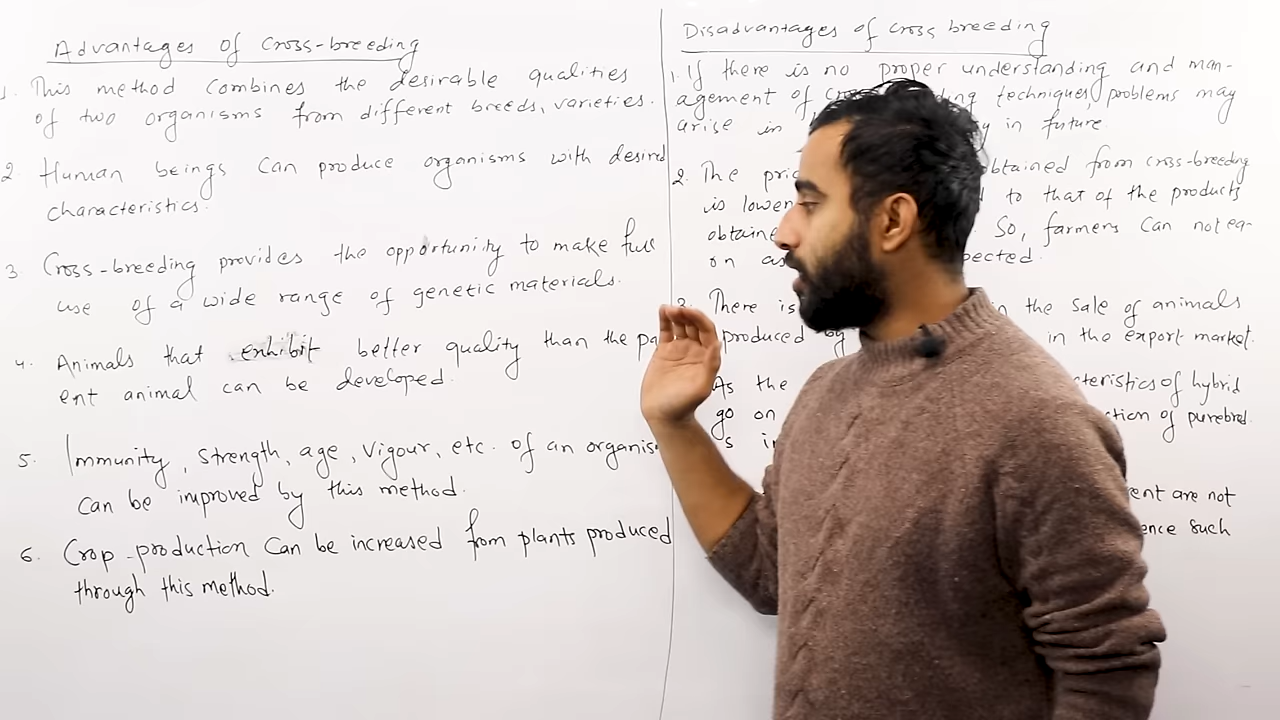 Advantages of Cross-breeding
1. This method combines the desirable qualities
of two organisms from different breeds, varieties.
2. Human beings can produce organisms with desired
characteristics.
3. Cross-breeding provides the opportunity to make full
use of a wide range of genetic materials.
4. Animals that exhibit better quality than the pa
ent animal can be developed.
5. Immunity, strength, age, vigour, etc. of an organis
can be improved by this method.
6. Crop-production can be increased from plants produced
through this method.
Disadvantages of cross breeding
1. If there is no proper understanding and man-
agement of ding techniques, problems may
arise in y in future.
2. The pri obtained from cross-breeding
is lower to that of the products
obtaine So, farmers can not ea-
rn as pected.
3. There is in the sale of animals
produced by in the export market.
As the cteristics of hybrid
go on ction of purebred
s in
ent are not
ence such